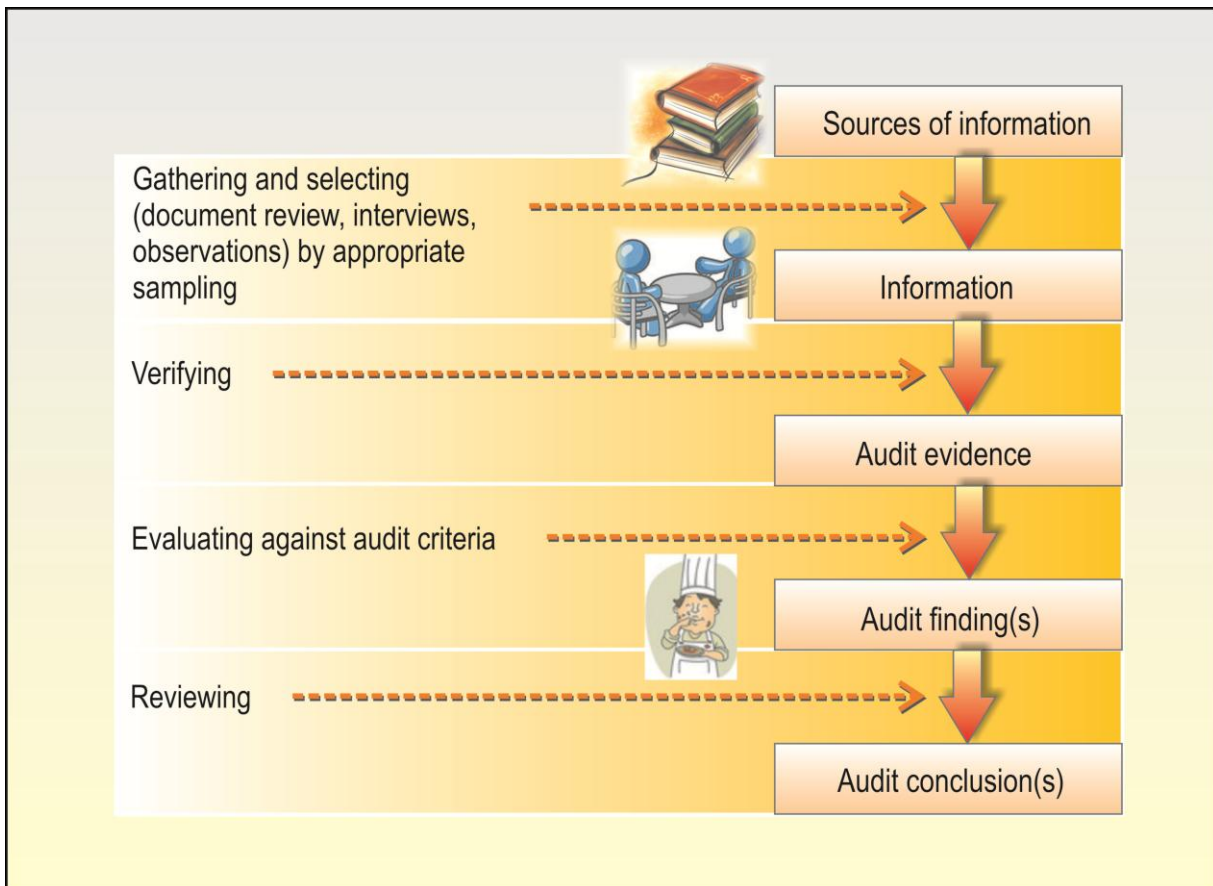 Sources of information
Gathering and selecting
(document review, interviews,
observations) by appropriate
sampling
Information
Verifying
Audit evidence
Evaluating against audit criteria
Audit finding(s)
Reviewing
Audit conclusion(s)